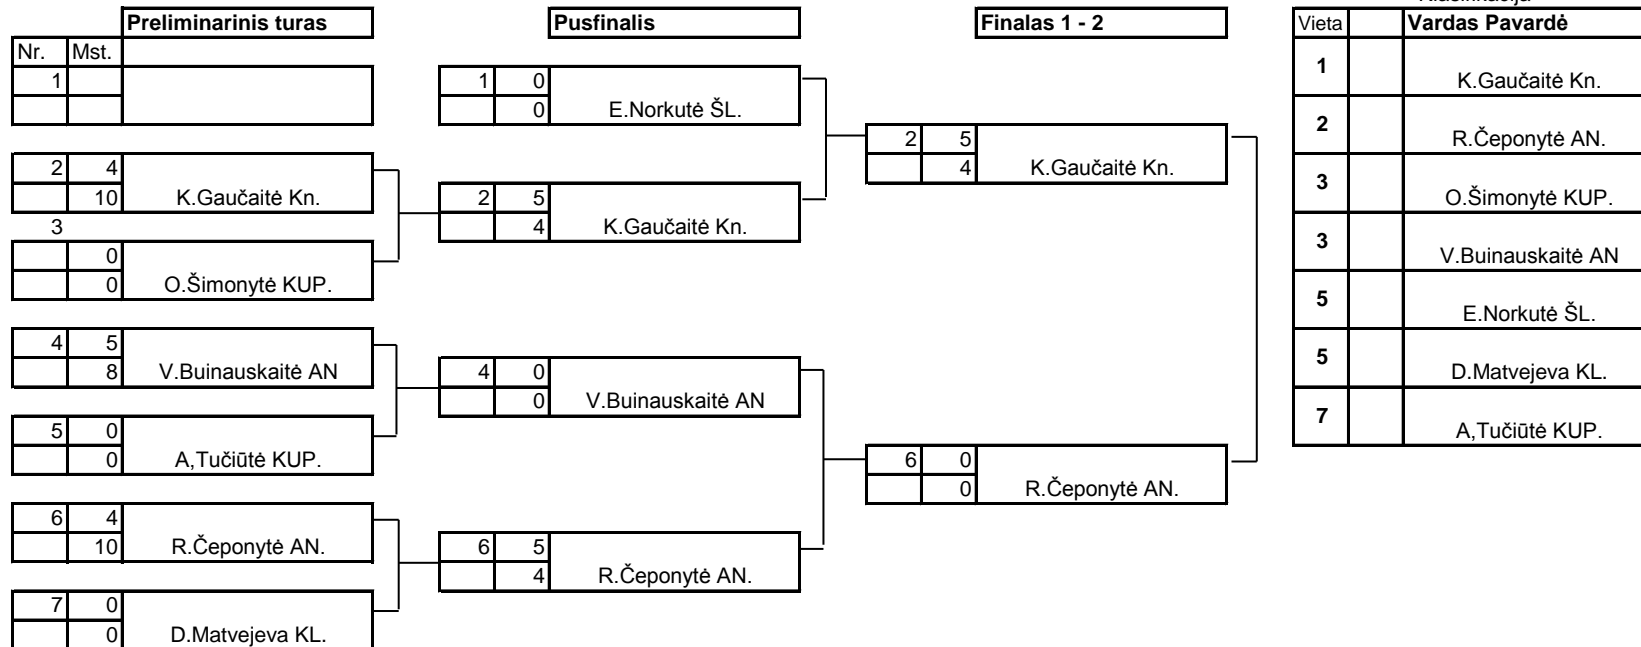 Preliminarinis turas Pusfinalis Finalas 1 - 2
Vieta Vardas Pavardė
Nr. Mst.
1
1 0
0 E.Norkutė ŠL.
1 K.Gaučaitė Kn.
2 5
4 K.Gaučaitė Kn.
2 R.Čeponytė AN.
2 4
10 K.Gaučaitė Kn.
2 5
4 K.Gaučaitė Kn.
3 O.Šimonytė KUP.
3
0
0 O.Šimonytė KUP.
3 V.Buinauskaitė AN
5 E.Norkutė ŠL.
4 5
8 V.Buinauskaitė AN
4 0
0 V.Buinauskaitė AN
5 D.Matvejeva KL.
5 0
0 A,Tučiūtė KUP.
7 A,Tučiūtė KUP.
6 0
0 R.Čeponytė AN.
6 4
10 R.Čeponytė AN.
6 5
4 R.Čeponytė AN.
7 0
0 D.Matvejeva KL.